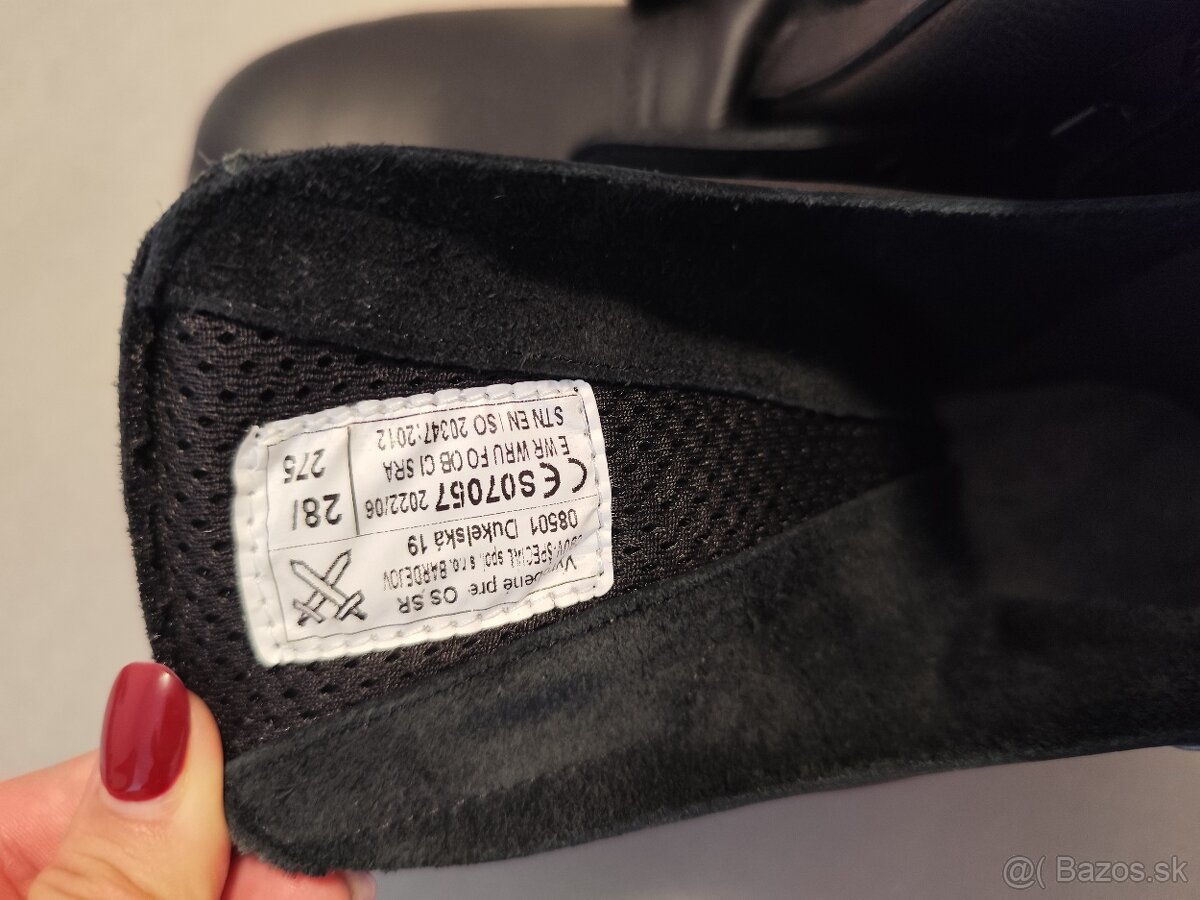 Vyrobené pre: OS SR
SPECIAL spol. s r.o. BARDEJOV
08501 Dukelská 19
CE S07057 2022/06
E WR WRU FO OB CI SRA
STN EN ISO 20347:2012
28/
275
@( Bazos.sk